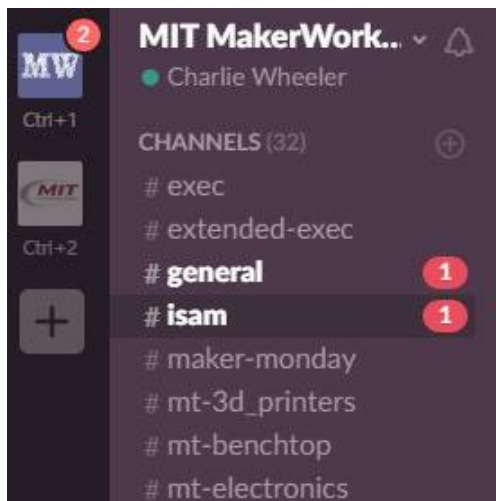 2
MW
Ctrl+1
MIT
Ctrl+2
+
MIT MakerWork..
Charlie Wheeler
CHANNELS (32)
# exec
# extended-exec
# general 1
# isam 1
# maker-monday
# mt-3d_printers
# mt-benchtop
# mt-electronics